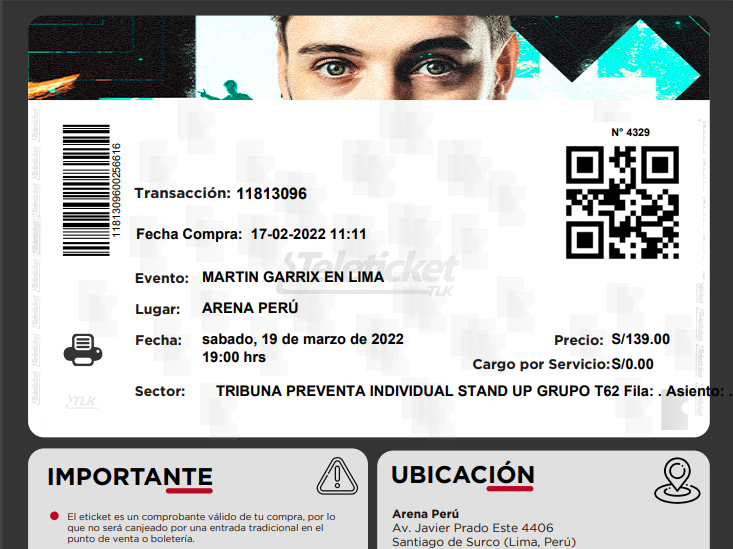 N° 4329
1181309600256616
Transacción: 11813096
Fecha Compra: 17-02-2022 11:11
Teleticket
TLK
Evento: MARTIN GARRIX EN LIMA
Lugar: ARENA PERÚ
Fecha: sabado, 19 de marzo de 2022
19:00 hrs
Precio: S/139.00
Cargo por Servicio:S/0.00
Sector: TRIBUNA PREVENTA INDIVIDUAL STAND UP GRUPO T62 Fila: . Asiento: .
TLK
IMPORTANTE
El eticket es un comprobante válido de tu compra, por lo
que no será canjeado por una entrada tradicional en el
punto de venta o boletería.
UBICACIÓN
Arena Perú
Av. Javier Prado Este 4406
Santiago de Surco (Lima, Perú)